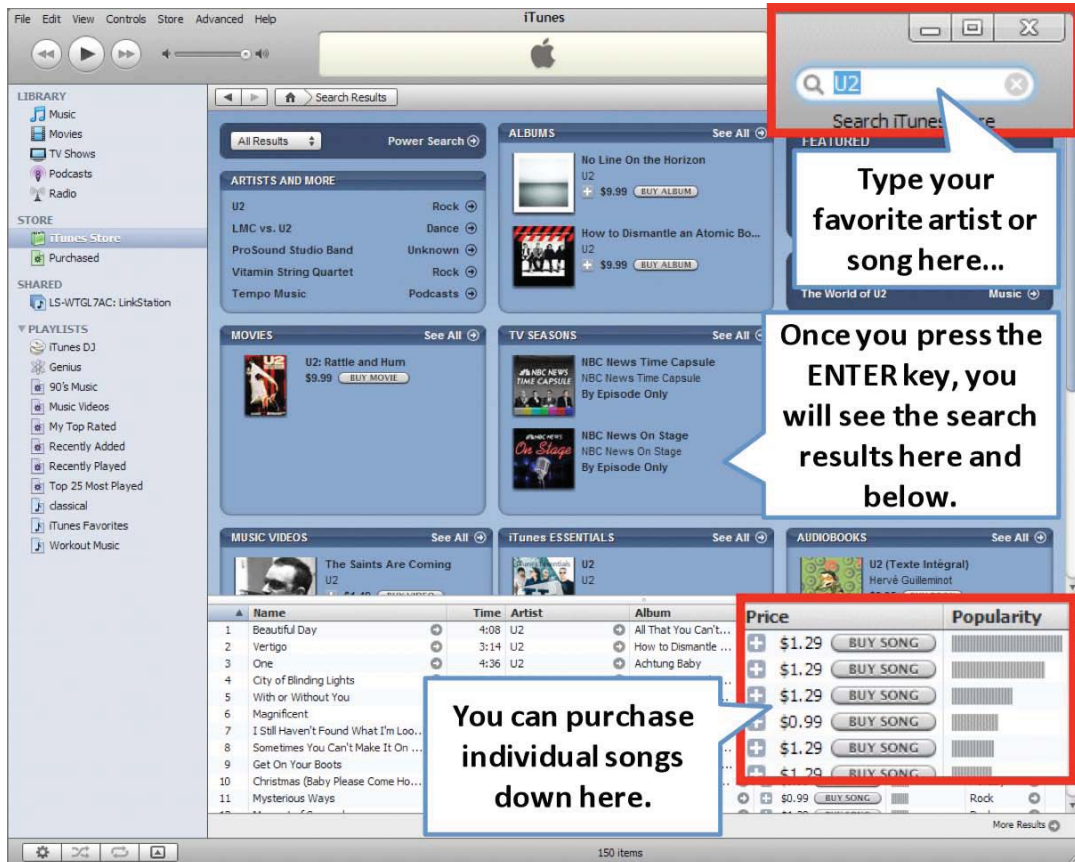 File Edit View Controls Store Advanced Help
iTunes
U2
Search iTunes
Type your
favorite artist or
song here...
LIBRARY
Music
Movies
TV Shows
Podcasts
Radio
STORE
iTunes Store
Purchased
SHARED
LS-WTGL7AC: LinkStation
PLAYLISTS
iTunes DJ
Genius
90's Music
Music Videos
My Top Rated
Recently Added
Recently Played
Top 25 Most Played
classical
iTunes Favorites
Workout Music
Search Results
All Results Power Search
ARTISTS AND MORE
U2 Rock
LMC vs. U2 Dance
ProSound Studio Band Unknown
Vitamin String Quartet Rock
Tempo Music Podcasts
ALBUMS See All
No Line On the Horizon
U2
$9.99 BUY ALBUM
How to Dismantle an Atomic Bo...
U2
$9.99 BUY ALBUM
FEATURED
The World of U2 Music
MOVIES See All
U2
U2: Rattle and Hum
$9.99 BUY MOVIE
TV SEASONS See All
NBC NEWS
TIME CAPSULE
NBC News Time Capsule
NBC News Time Capsule
By Episode Only
NBC NEWS
On Stage
NBC News On Stage
NBC News On Stage
By Episode Only
Once you press the
ENTER key, you
will see the search
results here and
below.
MUSIC VIDEOS See All
The Saints Are Coming
U2
iTunes ESSENTIALS See All
U2
U2
AUDIOBOOKS See All
U2 (Texte Intègral)
Hervé Guilleminot
Name Time Artist Album Price Popularity
1 Beautiful Day 4:08 U2 All That You Can't... $1.29 BUY SONG
2 Vertigo 3:14 U2 How to Dismantle ... $1.29 BUY SONG
3 One 4:36 U2 Achtung Baby $1.29 BUY SONG
4 City of Blinding Lights $0.99 BUY SONG
5 With or Without You $1.29 BUY SONG
6 Magnificent $1.29 BUY SONG
7 I Still Haven't Found What I'm Loo...
8 Sometimes You Can't Make It On ...
9 Get On Your Boots
10 Christmas (Baby Please Come Ho...
11 Mysterious Ways $0.99 BUY SONG Rock
You can purchase
individual songs
down here.
More Results
150 items